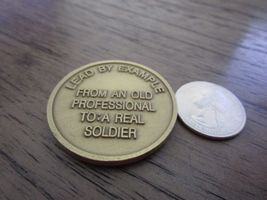 LEAD BY EXAMPLE
FROM AN OLD
PROFESSIONAL
TO:A REAL
SOLDIER